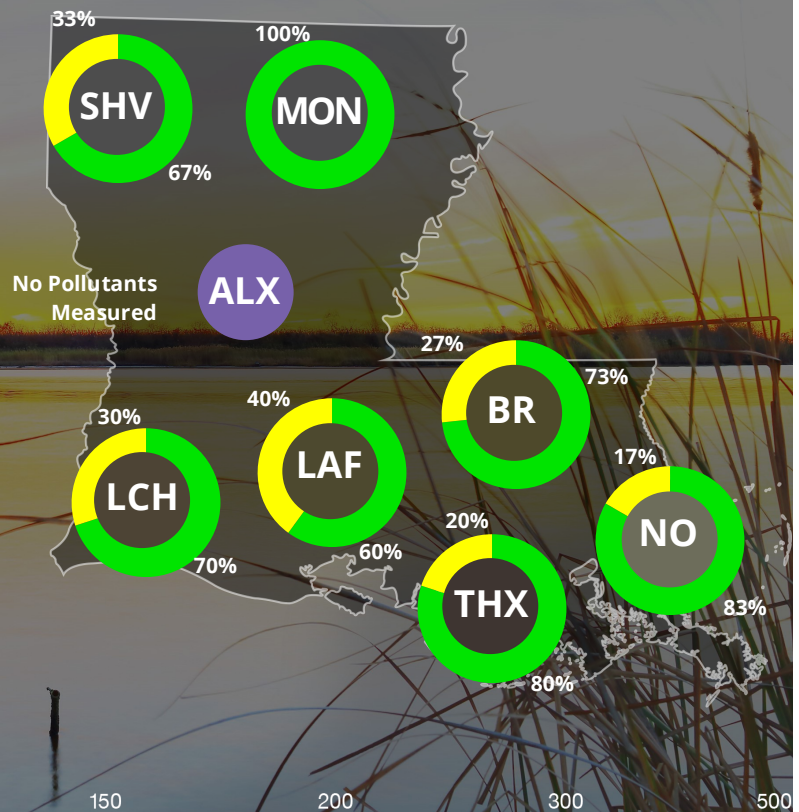 33%
100%
SHV
MON
67%
No Pollutants
Measured
ALX
27%
73%
40%
BR
30%
17%
LAF
LCH
20%
NO
60%
70%
THX
83%
80%
150
200
300
500